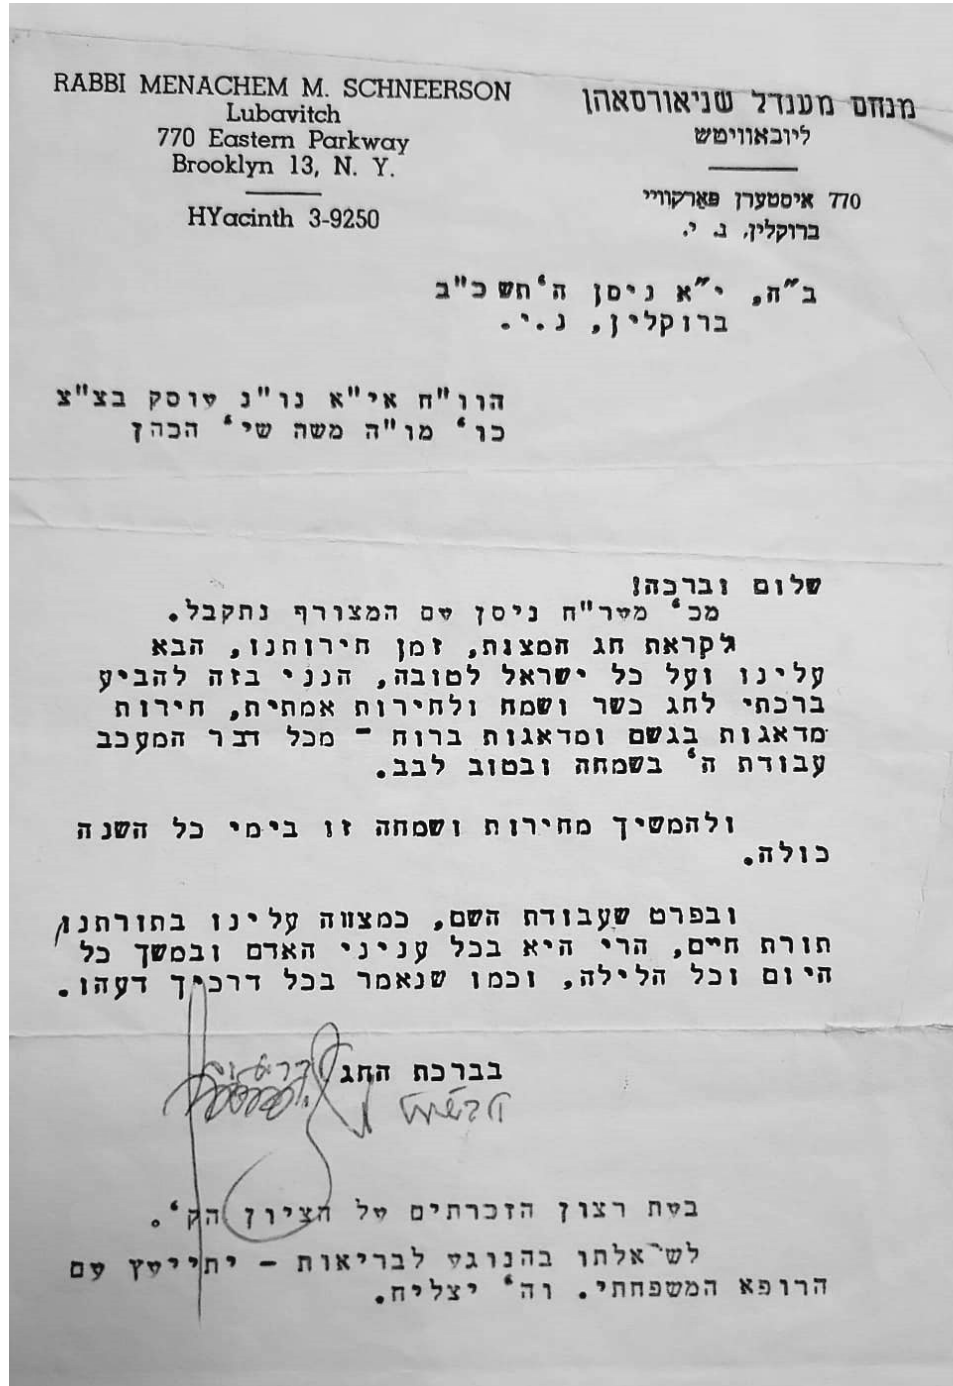 RABBI MENACHEM M. SCHNEERSON
Lubavitch
770 Eastern Parkway
Brooklyn 13, N. Y.
HYacinth 3-9250
מנחם מענדל שניאורסאהן
ליובאוויטש
770 איסטערן פארקוויי
ברוקלין, נ. י.
ב"ה, י"א ניסן ה'תשכ"ב
ברוקלין, נ.י.
הוו"ח אי"א נו"נ עוסק בצ"צ
כו' מו"ה משה שי' הכהן
שלום וברכה!
מכ' מער"ח ניסן עם המצורף נתקבל.
לקראת חג המצות, זמן חירותנו, הבא
עלינו ועל כל ישראל לטובה, הנני בזה להביע
ברכתי לחג כשר ושמח ולחירות אמתית, חירות
מדאגות בגשם ומדאגות ברוח - מכל דבר המעכב
עבודת ה' בשמחה ובטוב לבב.
ולהמשיך מחירות ושמחה זו בימי כל השנה
כולה.
ובפרט שעבודת השם, כמצווה עלינו בתורתנו,
תורת חיים, הרי היא בכל עניני האדם ובמשך כל
היום וכל הלילה, וכמו שנאמר בכל דרכיך דעהו.
בברכת החג
בעת רצון הזכרתים על הציון הק'.
לשאלתו בהנוגע לבריאות - יתייעץ עם
הרופא המשפחתי. וה' יצליח.